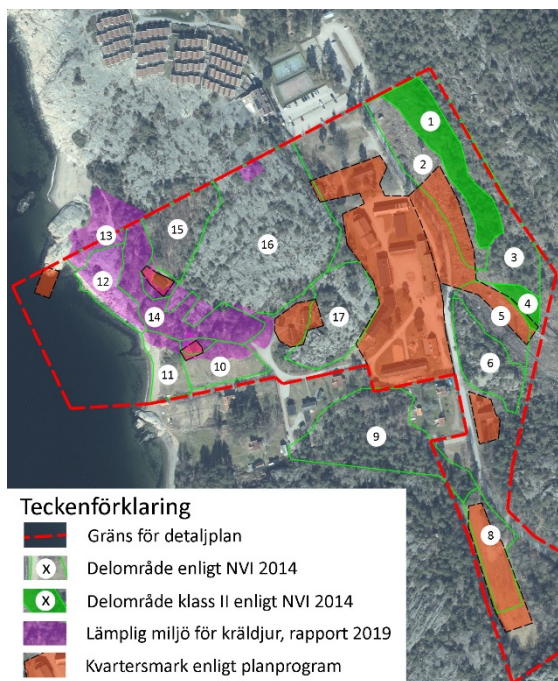 1
2
3
15
13
16
12
4
5
14
17
6
10
11
9
8
Teckenförklaring
Gräns för detaljplan
X Delområde enligt NVI 2014
X Delområde klass II enligt NVI 2014
Lämplig miljö för kräldjur, rapport 2019
Kvartersmark enligt planprogram